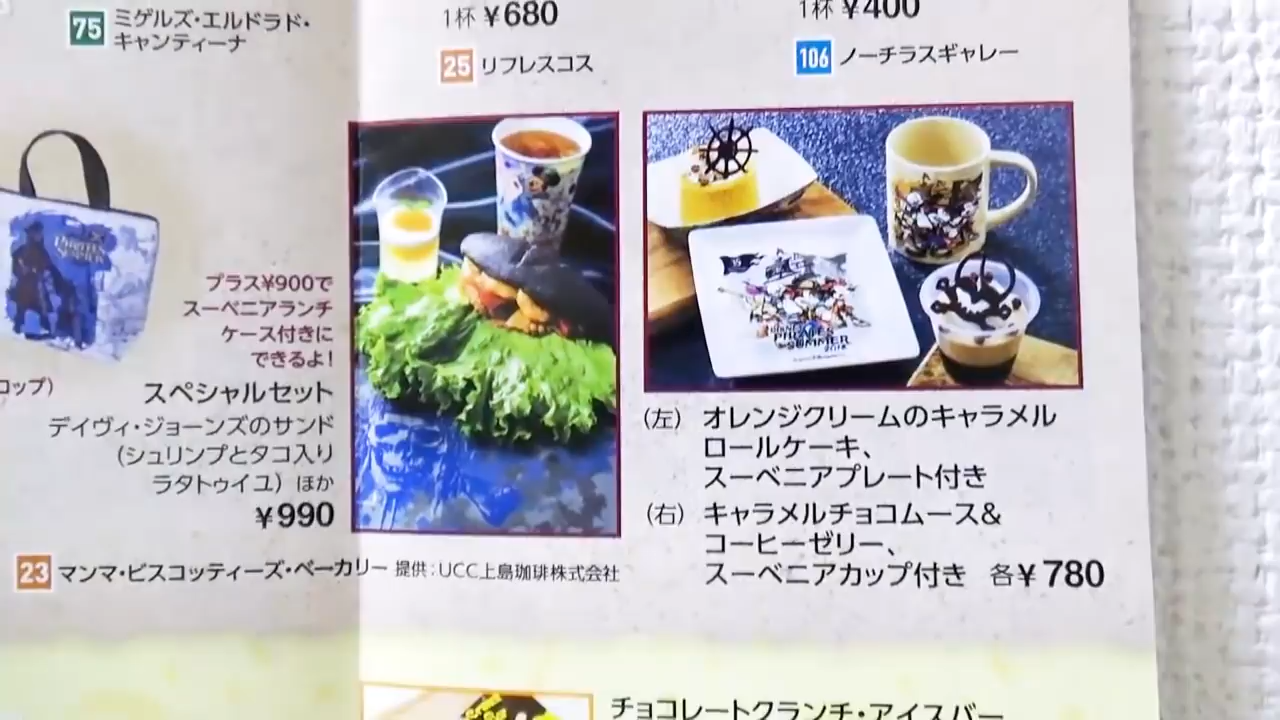 75 ミゲルズ・エルドラド・
キャンティーナ
1杯 ¥680
25 リフレスコス
1杯 ¥400
106 ノーチラスギャレー
プラス¥900で
スーベニアランチ
ケース付きに
できるよ!
コップ)
スペシャルセット
デイヴィ・ジョーンズのサンド
(シュリンプとタコ入り
ラタトゥイユ) ほか
¥990
23 マンマ・ビスコッティーズ・ベーカリー 提供:UCC上島珈琲株式会社
(左) オレンジクリームのキャラメル
ロールケーキ、
スーベニアプレート付き
(右) キャラメルチョコムース&
コーヒーゼリー、
スーベニアカップ付き 各¥780
チョコレートクランチ・アイスバー